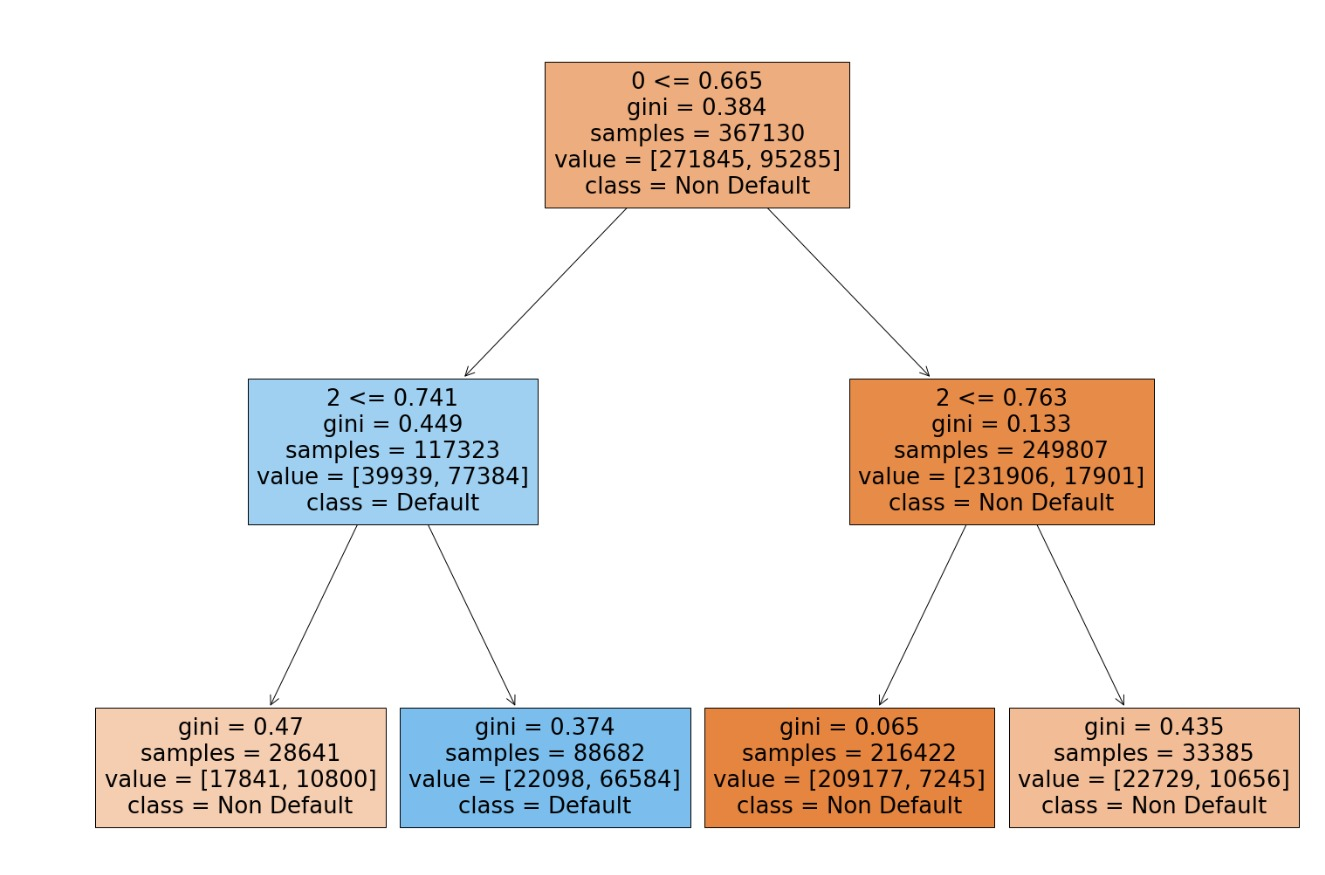 0 <= 0.665
gini = 0.384
samples = 367130
value = [271845, 95285]
class = Non Default
2 <= 0.741
gini = 0.449
samples = 117323
value = [39939, 77384]
class = Default
2 <= 0.763
gini = 0.133
samples = 249807
value = [231906, 17901]
class = Non Default
gini = 0.47
samples = 28641
value = [17841, 10800]
class = Non Default
gini = 0.374
samples = 88682
value = [22098, 66584]
class = Default
gini = 0.065
samples = 216422
value = [209177, 7245]
class = Non Default
gini = 0.435
samples = 33385
value = [22729, 10656]
class = Non Default